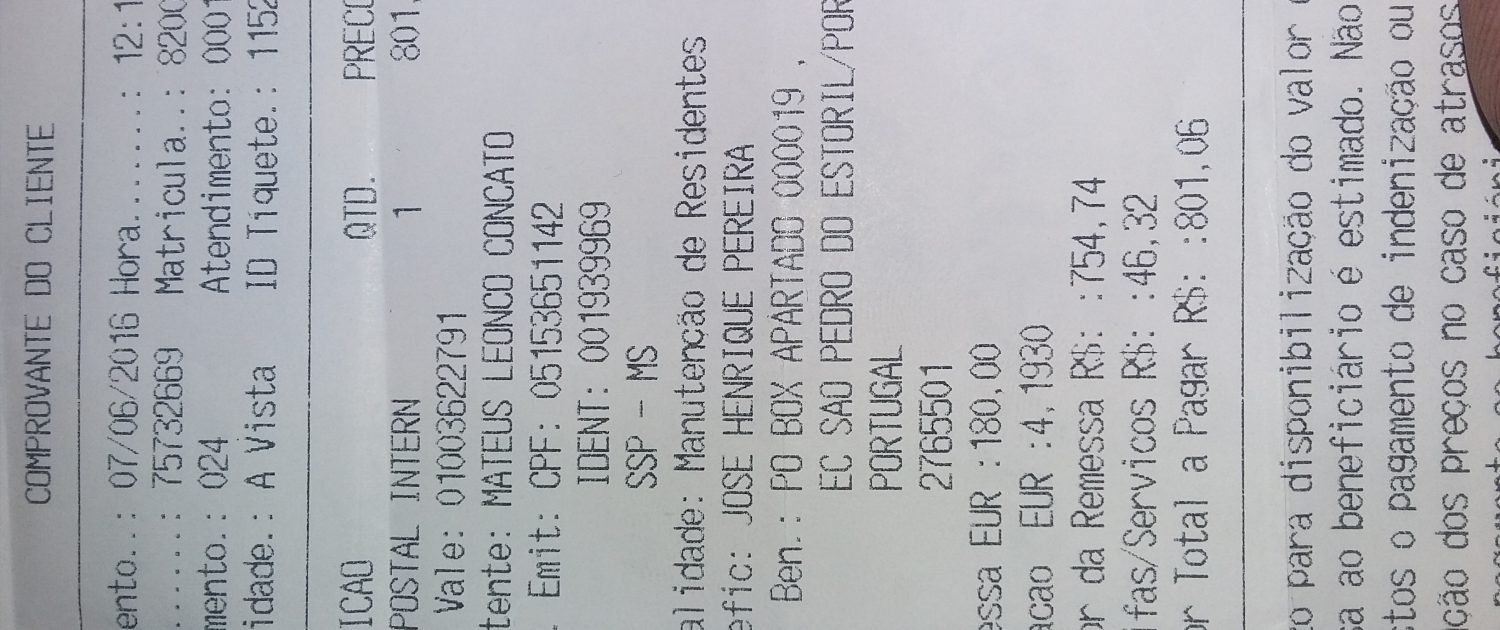 COMPROVANTE DO CLIENTE
ento..: 07/06/2016 Hora.......: 12:1
......: 75732669 Matricula..: 8200
mento.: 024 Atendimento: 0001
idade.: A Vista ID Tiquete.: 1152
ICAO QTD. PRECO
POSTAL INTERN 1 801,
Vale: 0100362279​1
tente: MATEUS LEONCO CONCATO
. Emit: CPF: 05153651142
IDENT: 001939969
SSP - MS
alidade: Manutenção de Residentes
efic: JOSE HENRIQUE PEREIRA
Ben.: PO BOX APARTADO 000019 ,
EC SAO PEDRO DO ESTORIL/POR
PORTUGAL
2765501
essa EUR :180,00
acao EUR :4,1930
or da Remessa R$: :754,74
ifas/Servicos R$: :46,32
or Total a Pagar R$: :801,06
o para disponibilização do valor
a ao beneficiário é estimado. Não
tos o pagamento de indenização ou
ção dos preços no caso de atrasos